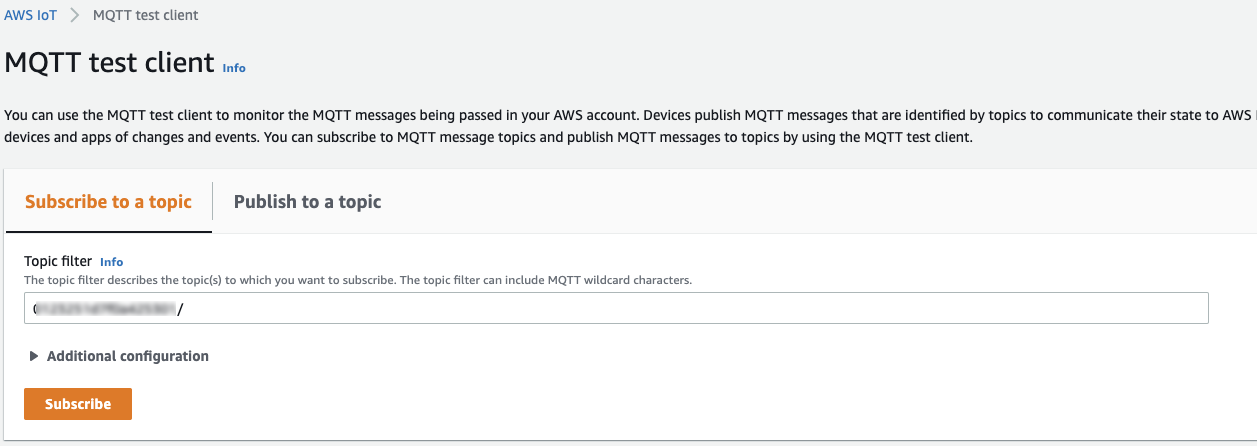 AWS IoT > MQTT test client
MQTT test client Info
You can use the MQTT test client to monitor the MQTT messages being passed in your AWS account. Devices publish MQTT messages that are identified by topics to communicate their state to AWS
devices and apps of changes and events. You can subscribe to MQTT message topics and publish MQTT messages to topics by using the MQTT test client.
Subscribe to a topic
Publish to a topic
Topic filter Info
The topic filter describes the topic(s) to which you want to subscribe. The topic filter can include MQTT wildcard characters.
/
Additional configuration
Subscribe